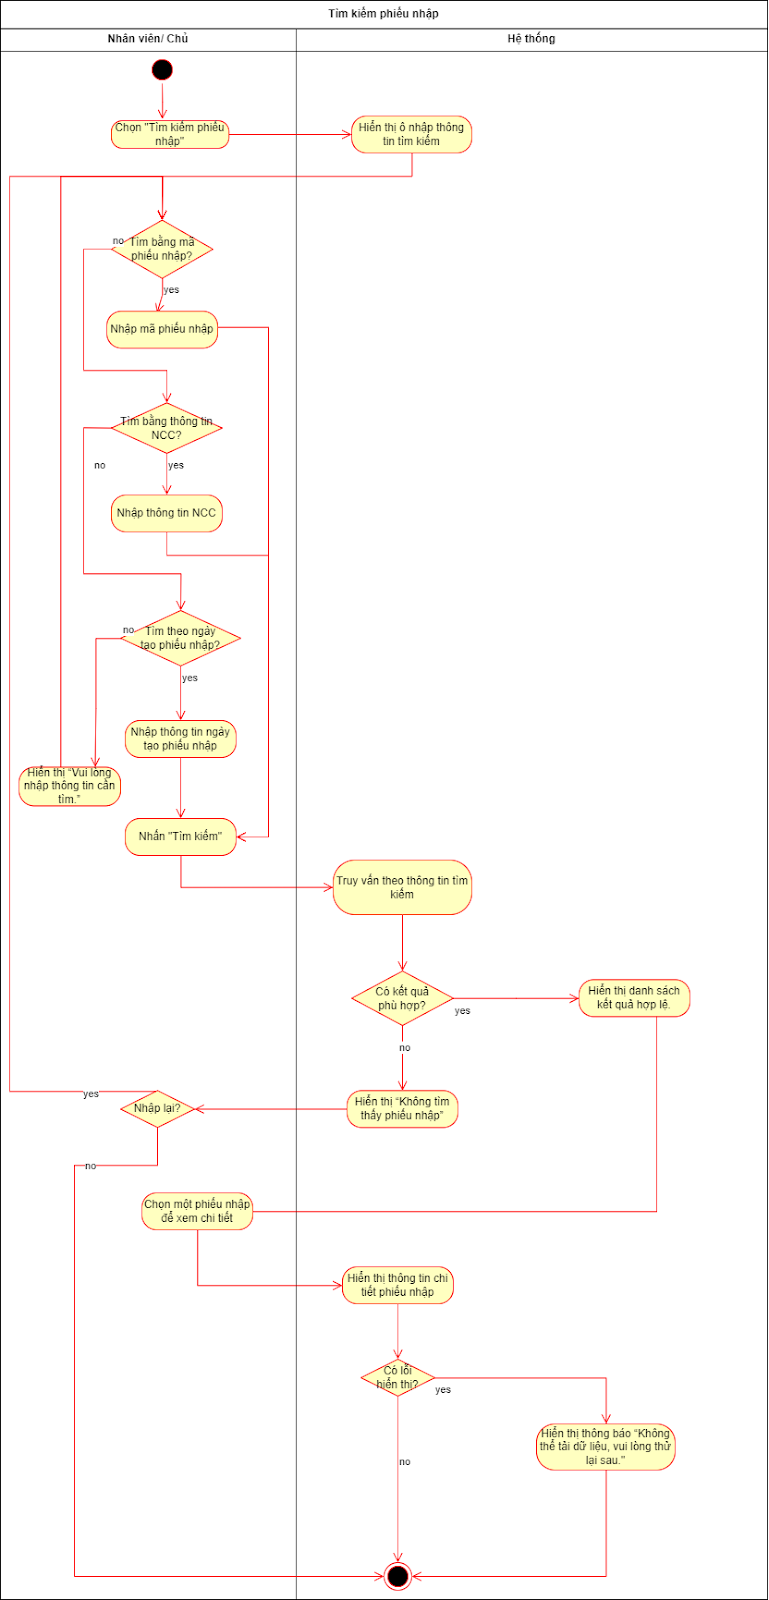 Tìm kiếm phiếu nhập
Nhân viên/ Chủ
Hệ thống
Chọn "Tìm kiếm phiếu
nhập"
Hiển thị ô nhập thông
tin tìm kiếm
no
Tìm bằng mã
phiếu nhập?
yes
Nhập mã phiếu nhập
Tìm bằng thông tin
NCC?
no
yes
Nhập thông tin NCC
no
Tìm theo ngày
tạo phiếu nhập?
yes
Nhập thông tin ngày
tạo phiếu nhập
Hiển thị “Vui lòng
nhập thông tin cần
tìm.”
Nhấn "Tìm kiếm"
Truy vấn theo thông tin tìm
kiếm
Có kết quả
phù hợp?
yes
Hiển thị danh sách
kết quả hợp lệ.
no
Hiển thị “Không tìm
thấy phiếu nhập”
yes
Nhập lại?
no
Chọn một phiếu nhập
để xem chi tiết
Hiển thị thông tin chi
tiết phiếu nhập
Có lỗi
hiển thị?
yes
Hiển thị thông báo “Không
thể tải dữ liệu, vui lòng thử
lại sau."
no